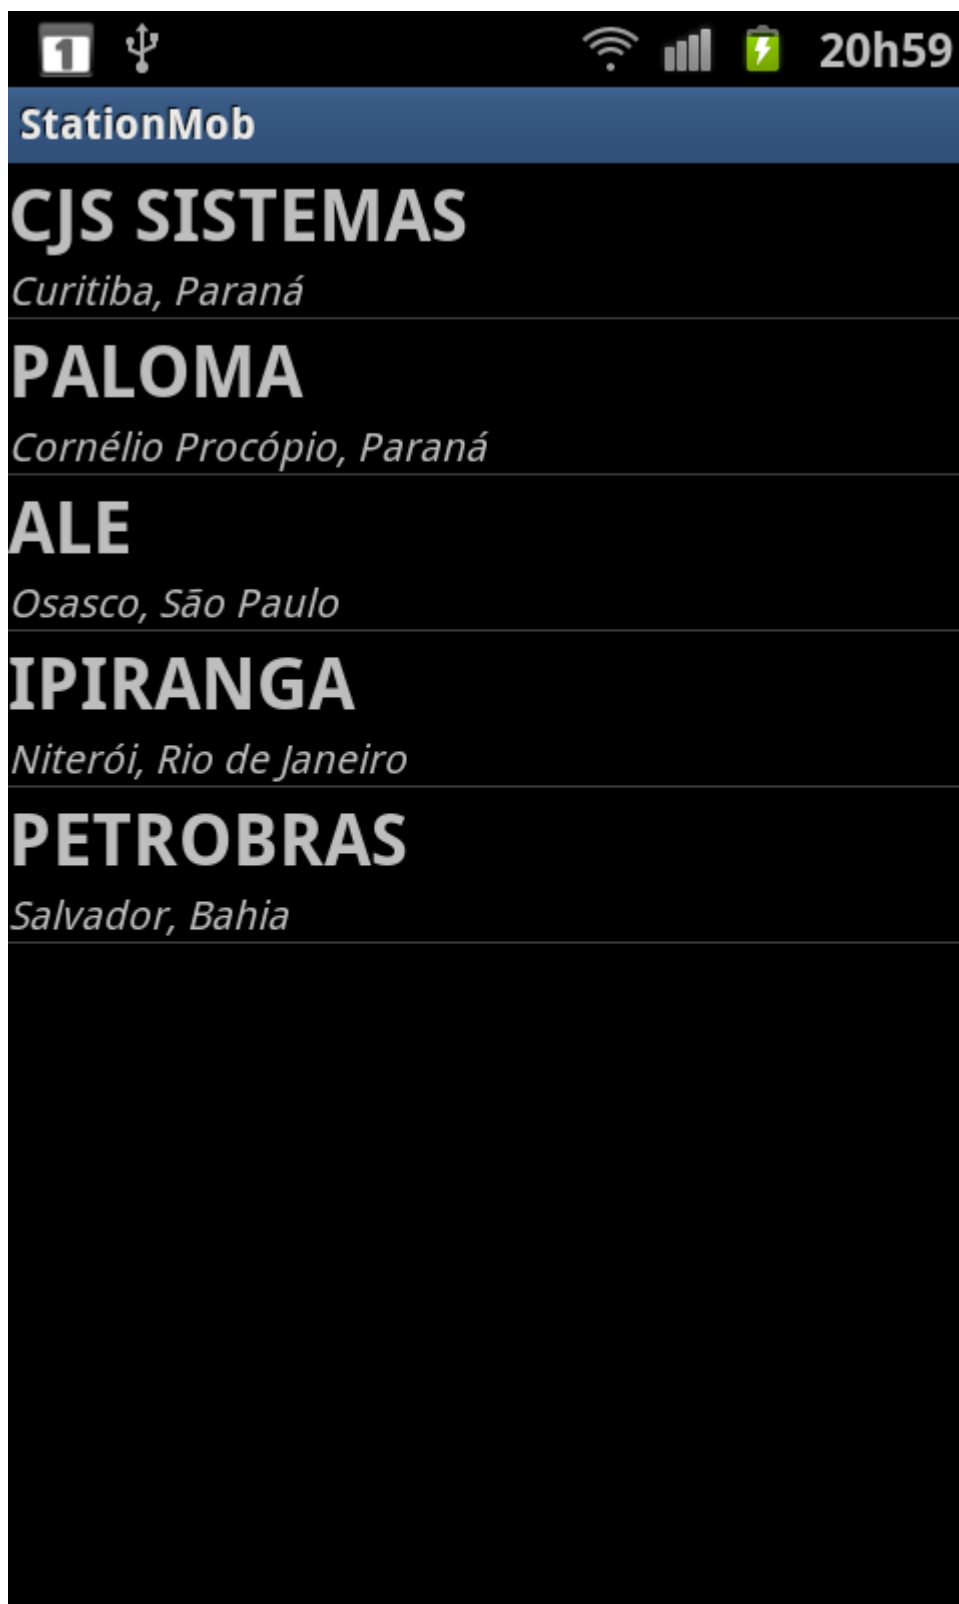 1 20h59
StationMob
CJS SISTEMAS
Curitiba, Paraná
PALOMA
Cornélio Procópio, Paraná
ALE
Osasco, São Paulo
IPIRANGA
Niterói, Rio de Janeiro
PETROBRAS
Salvador, Bahia